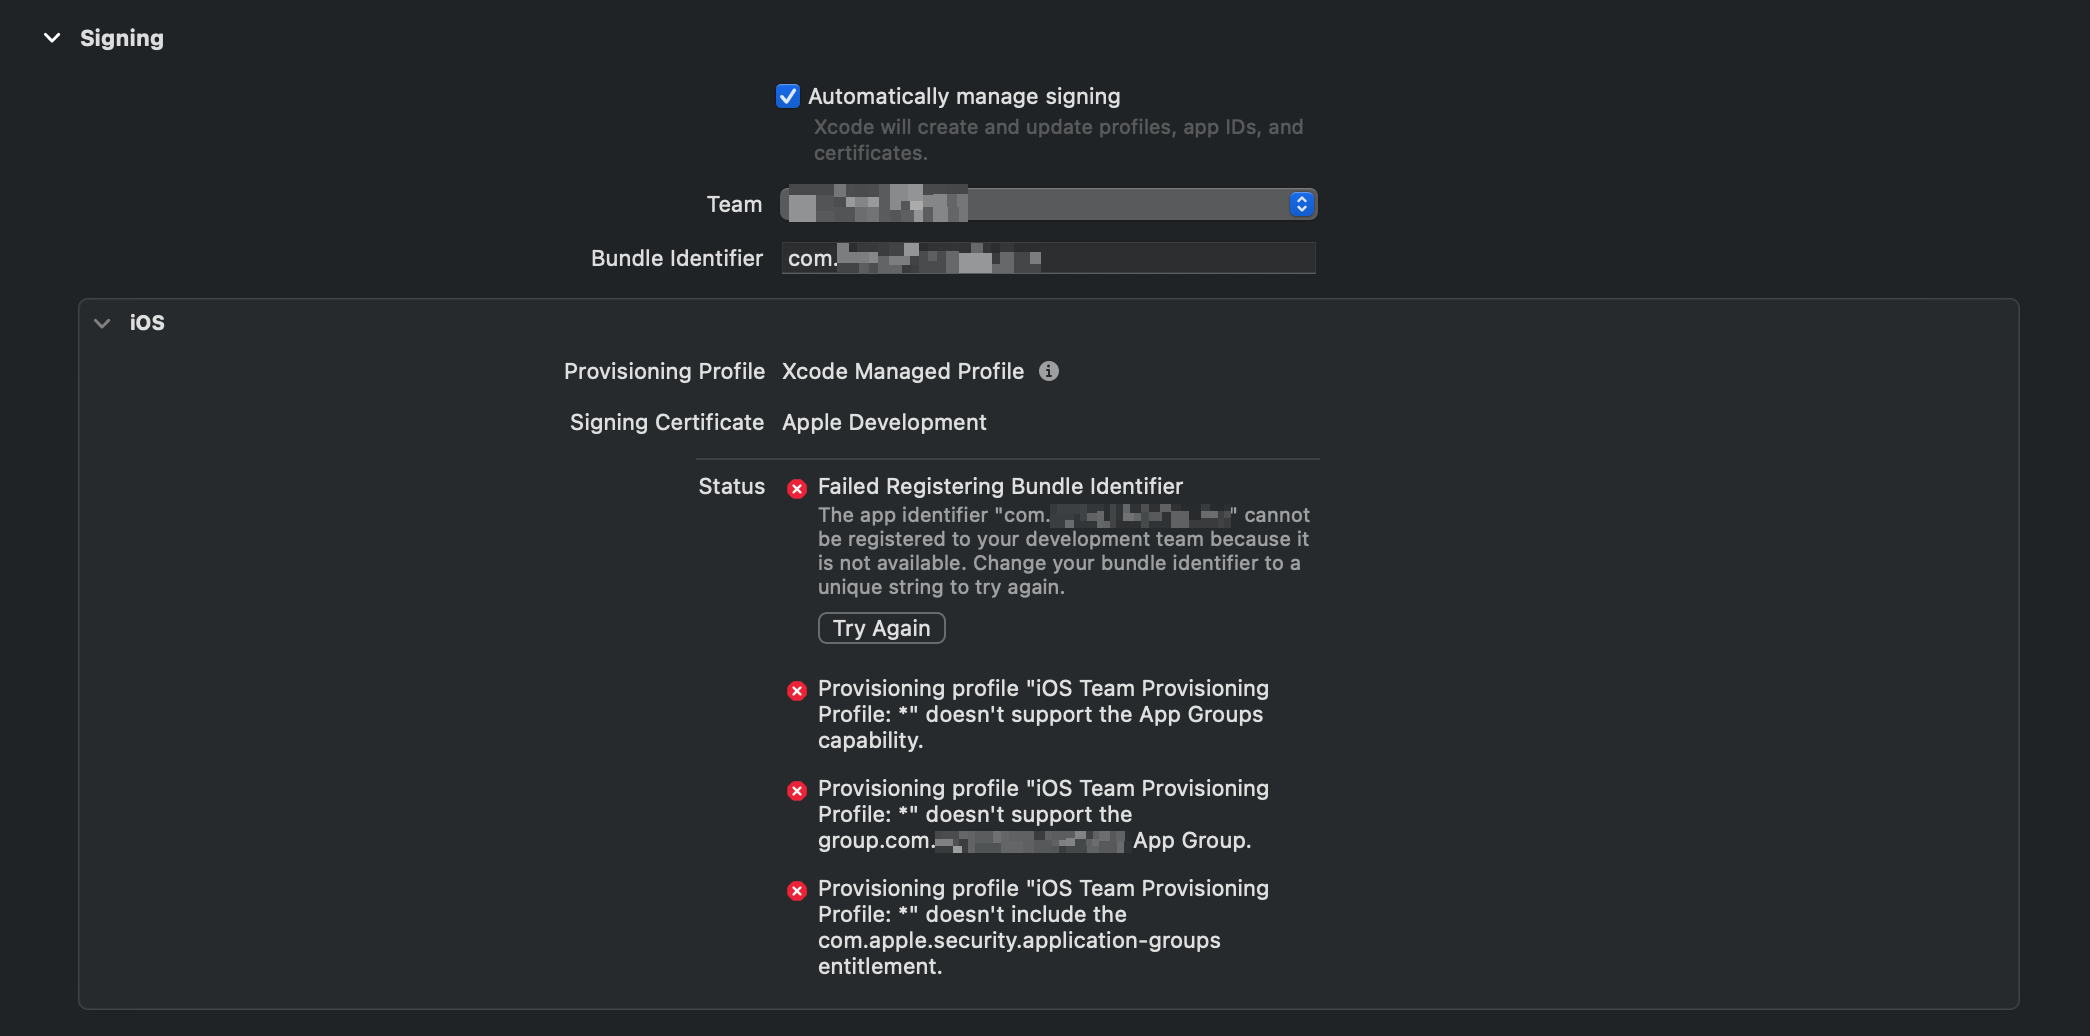 Signing
Automatically manage signing
Xcode will create and update profiles, app IDs, and
certificates.
Team
Bundle Identifier com.
iOS
Provisioning Profile Xcode Managed Profile
Signing Certificate Apple Development
Status Failed Registering Bundle Identifier
The app identifier "com. " cannot
be registered to your development team because it
is not available. Change your bundle identifier to a
unique string to try again.
Try Again
Provisioning profile "iOS Team Provisioning
Profile: *" doesn't support the App Groups
capability.
Provisioning profile "iOS Team Provisioning
Profile: *" doesn't support the
group.com. App Group.
Provisioning profile "iOS Team Provisioning
Profile: *" doesn't include the
com.apple.security.application-groups
entitlement.